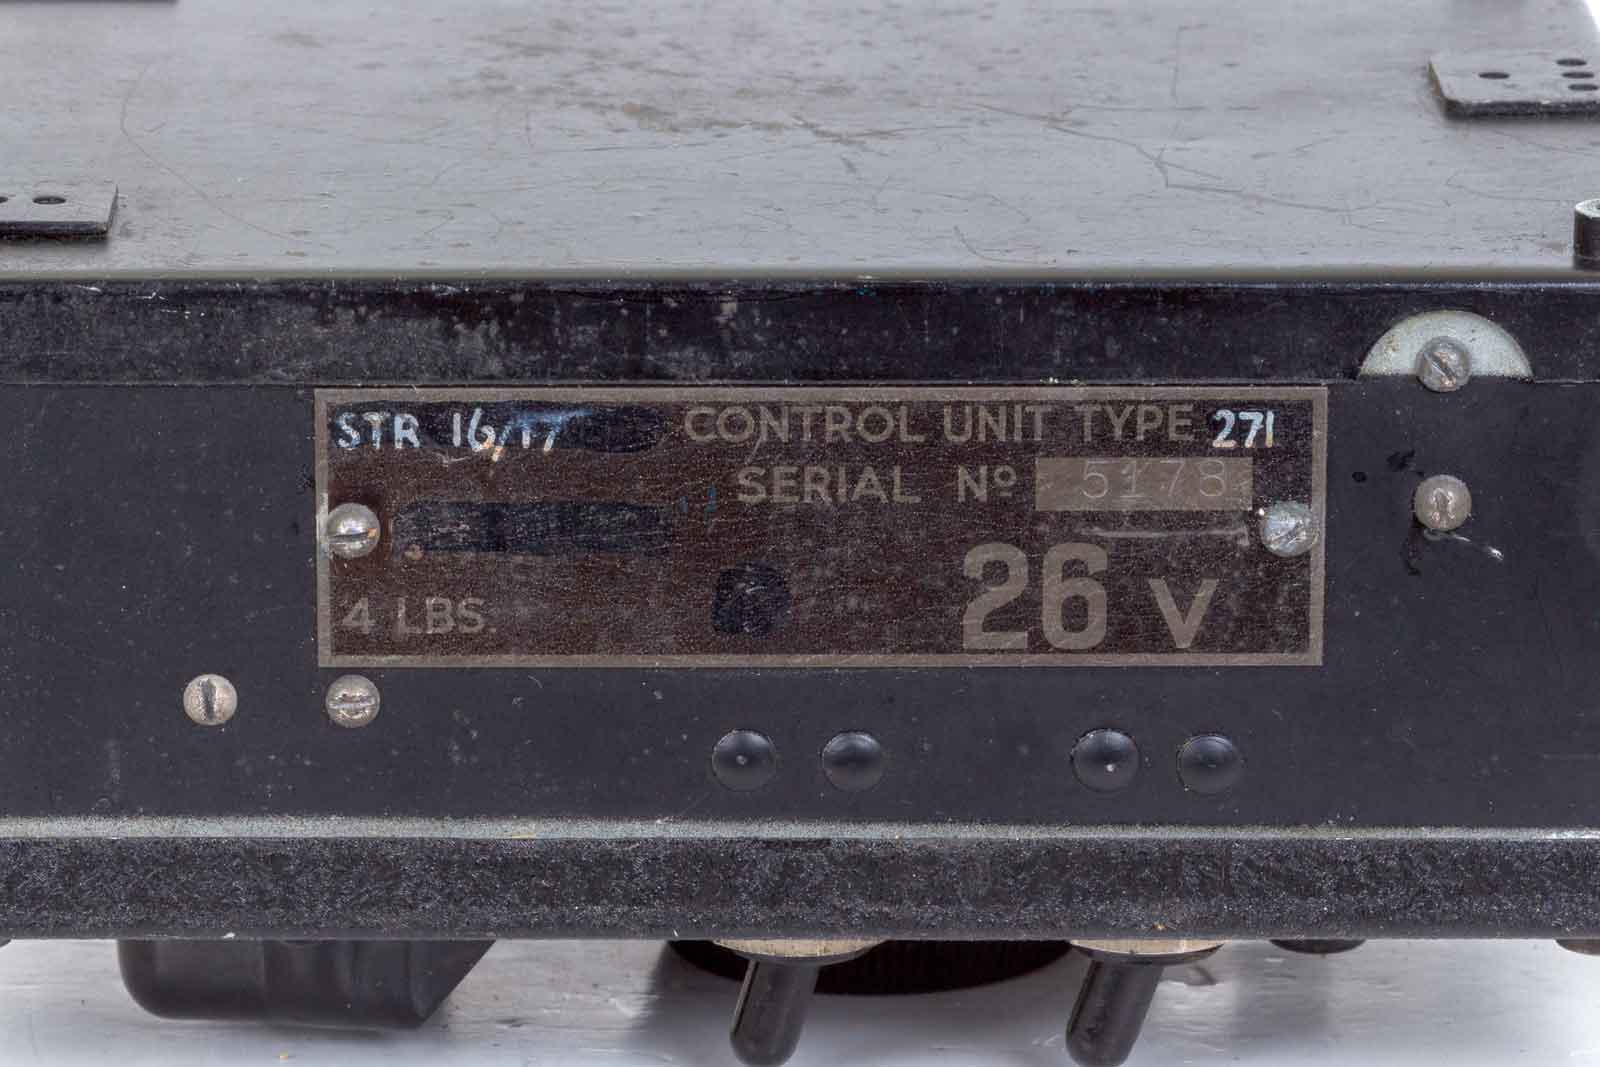 STR 16/17 CONTROL UNIT TYPE 271
SERIAL Nº 5178
4 LBS. 26 V